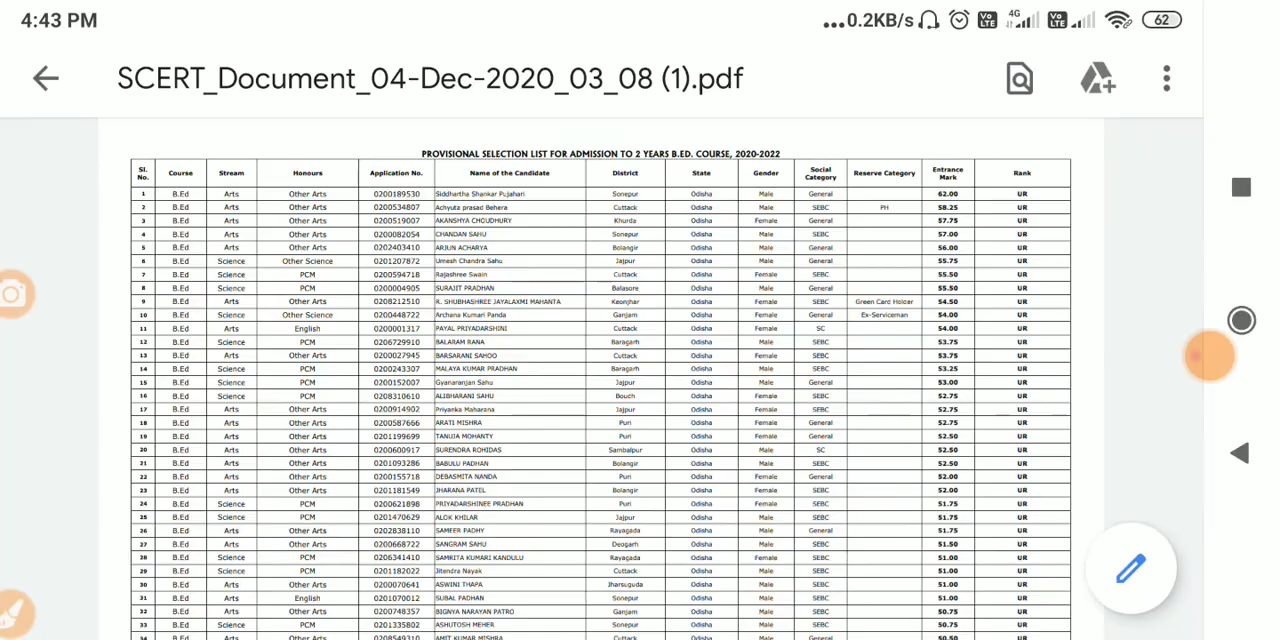 4:43 PM ...0.2KB/s Vo LTE 4G Vo LTE 62
SCERT_Document_04-Dec-2020_03_08 (1).pdf
PROVISIONAL SELECTION LIST FOR ADMISSION TO 2 YEARS B.ED. COURSE, 2020-2022
Sl. No. Course Stream Honours Application No. Name of the Candidate District State Gender Social Category Reserve Category Entrance Mark Rank
1 B.Ed Arts Other Arts 0200189530 Siddhartha Shankar Pujahari Sonepur Odisha Male General 62.00 UR
2 B.Ed Arts Other Arts 0200534807 Achyuta prasad Behera Cuttack Odisha Male SEBC PH 58.25 UR
3 B.Ed Arts Other Arts 0200519007 AKANSHYA CHOUDHURY Khurda Odisha Female General 57.75 UR
4 B.Ed Arts Other Arts 0200082054 CHANDAN SAHU Sonepur Odisha Male SEBC 57.00 UR
5 B.Ed Arts Other Arts 0202403410 ARJUN ACHARYA Bolangir Odisha Male General 56.00 UR
6 B.Ed Science Other Science 0201207872 Umesh Chandra Sahu Jajpur Odisha Male General 55.75 UR
7 B.Ed Science PCM 0200594718 Rajashree Swain Cuttack Odisha Female SEBC 55.50 UR
8 B.Ed Science PCM 0200004905 SURAJIT PRADHAN Balasore Odisha Male General 55.50 UR
9 B.Ed Arts Other Arts 0208212510 R. SHUBHASHREE JAYALAXMI MAHANTA Keonjhar Odisha Female SEBC Green Card Holder 54.50 UR
10 B.Ed Science Other Science 0200448722 Archana Kumari Panda Ganjam Odisha Female General Ex-Serviceman 54.00 UR
11 B.Ed Arts English 0200001317 PAYAL PRIYADARSHINI Cuttack Odisha Female SC 54.00 UR
12 B.Ed Science PCM 0206729910 BALARAM RANA Baragarh Odisha Male SEBC 53.75 UR
13 B.Ed Arts Other Arts 0200027945 BARSARANI SAHOO Cuttack Odisha Female SEBC 53.75 UR
14 B.Ed Science PCM 0200243307 MALAYA KUMAR PRADHAN Baragarh Odisha Male SEBC 53.25 UR
15 B.Ed Science PCM 0200152007 Gyanaranjan Sahu Jajpur Odisha Male General 53.00 UR
16 B.Ed Science PCM 0208310610 ALIBHARANI SAHU Bouch Odisha Female SEBC 52.75 UR
17 B.Ed Arts Other Arts 0200914902 Priyanka Maharana Jajpur Odisha Female SEBC 52.75 UR
18 B.Ed Arts Other Arts 0200587666 ARATI MISHRA Puri Odisha Female General 52.75 UR
19 B.Ed Arts Other Arts 0201199699 TANUJA MOHANTY Puri Odisha Female General 52.50 UR
20 B.Ed Arts Other Arts 0200600917 SURENDRA ROHIDAS Sambalpur Odisha Male SC 52.50 UR
21 B.Ed Arts Other Arts 0201093286 BABULU PADHAN Bolangir Odisha Male SEBC 52.50 UR
22 B.Ed Arts Other Arts 0200155718 DEBASMITA NANDA Puri Odisha Female General 52.00 UR
23 B.Ed Arts Other Arts 0201181549 JHARANA PATEL Bolangir Odisha Female SEBC 52.00 UR
24 B.Ed Science PCM 0200621898 PRIYADARSHINEE PRADHAN Puri Odisha Female SEBC 51.75 UR
25 B.Ed Science PCM 0201470629 ALOK KHILAR Jajpur Odisha Male SEBC 51.75 UR
26 B.Ed Arts Other Arts 0202838110 SAMEER PADHY Rayagada Odisha Male General 51.75 UR
27 B.Ed Arts Other Arts 0200668722 SANGRAM SAHU Deogarh Odisha Male SEBC 51.50 UR
28 B.Ed Science PCM 0206341410 SAMRITA KUMARI KANDULU Rayagada Odisha Female SEBC 51.00 UR
29 B.Ed Science PCM 0201182022 Jitendra Nayak Cuttack Odisha Male SEBC 51.00 UR
30 B.Ed Arts Other Arts 0200070641 ASWINI THAPA Jharsuguda Odisha Male SEBC 51.00 UR
31 B.Ed Arts English 0201070012 SUBAL PADHAN Sonepur Odisha Male SEBC 51.00 UR
32 B.Ed Arts Other Arts 0200748357 BIGNYA NARAYAN PATRO Ganjam Odisha Male SEBC 50.75 UR
33 B.Ed Science PCM 0201335802 ASHUTOSH MEHER Sonepur Odisha Male SEBC 50.75 UR
34 B.Ed Arts Other Arts 0208549310 AMIT KUMAR MISHRA Cuttack Odisha Male General 50.50 UR